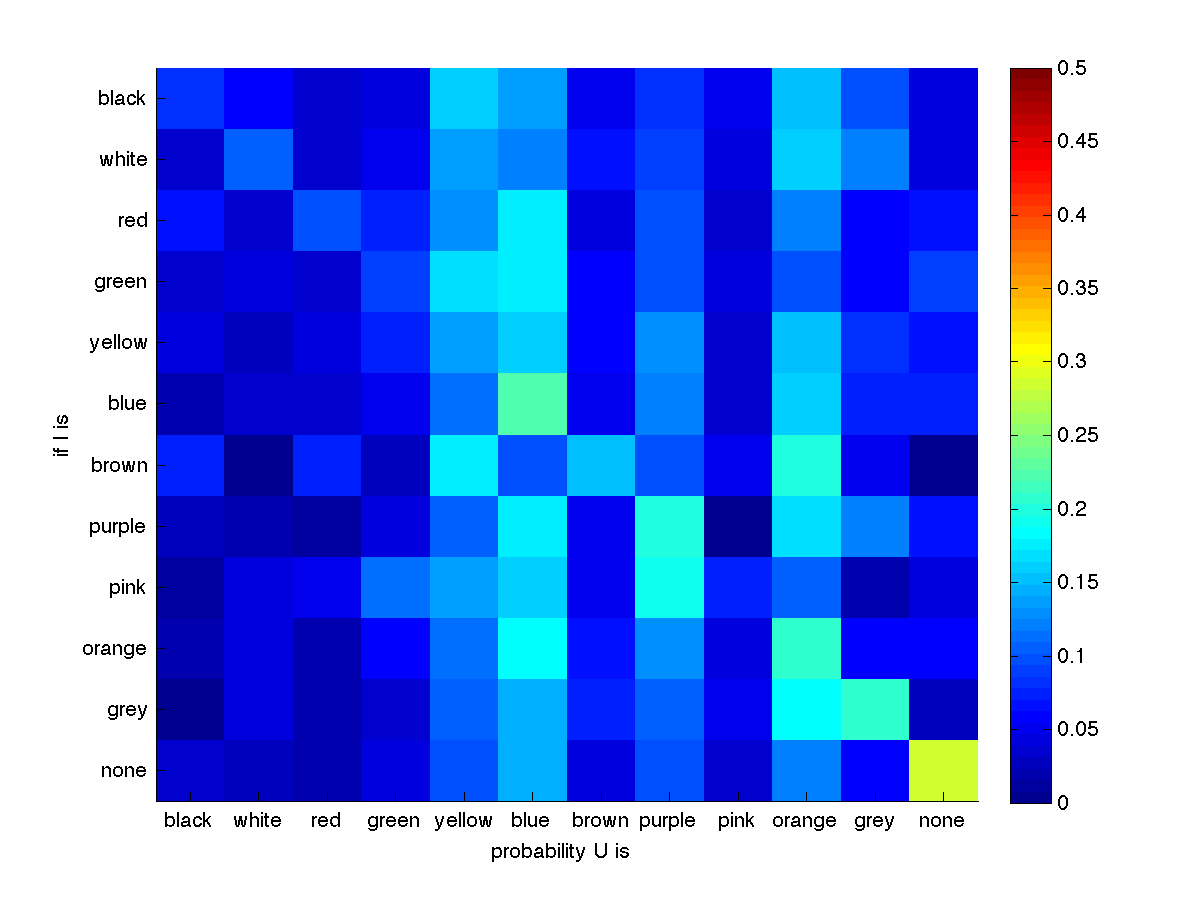 0.5
black
0.45
white
0.4
red
0.35
green
0.3
yellow
0.25
blue
if I is
0.2
brown
0.15
purple
0.1
pink
orange
0.05
grey
none
0
black white red green yellow blue brown purple pink orange grey none
probability U is